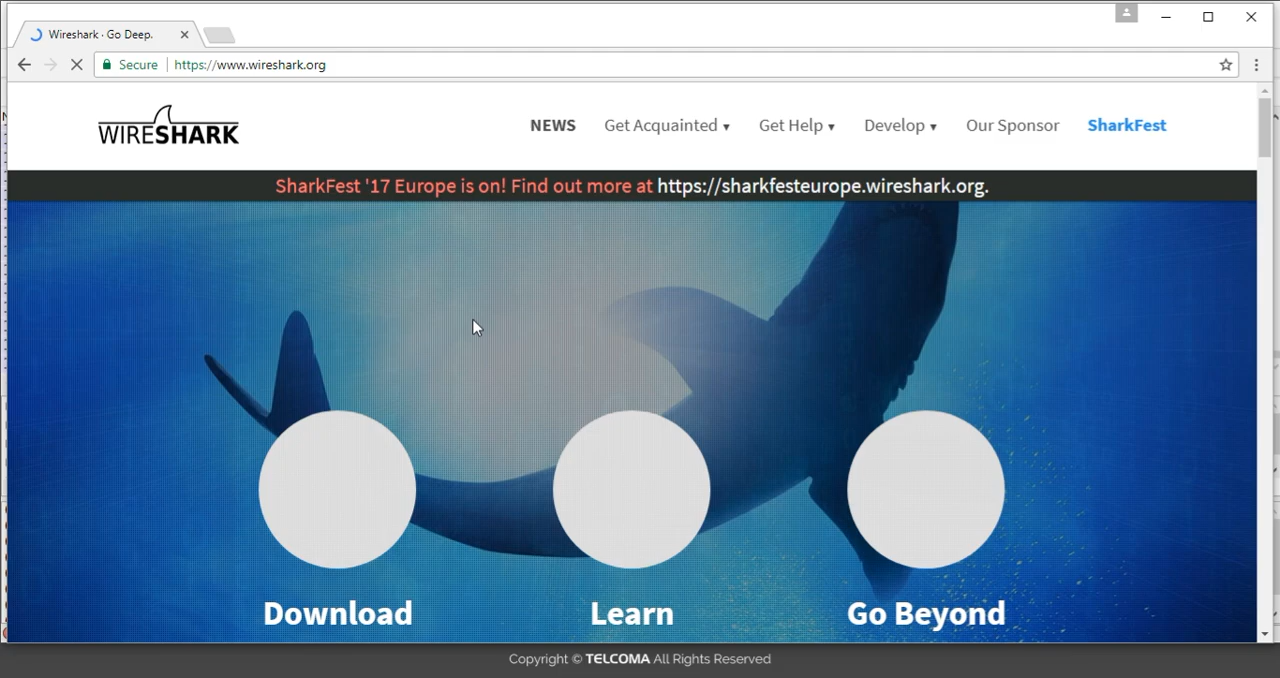 Wireshark · Go Deep.
Secure https://www.wireshark.org
WIRESHARK
NEWS Get Acquainted ▾ Get Help ▾ Develop ▾ Our Sponsor SharkFest
SharkFest '17 Europe is on! Find out more at https://sharkfesteurope.wireshark.org.
Download Learn Go Beyond
Copyright © TELCOMA All Rights Reserved